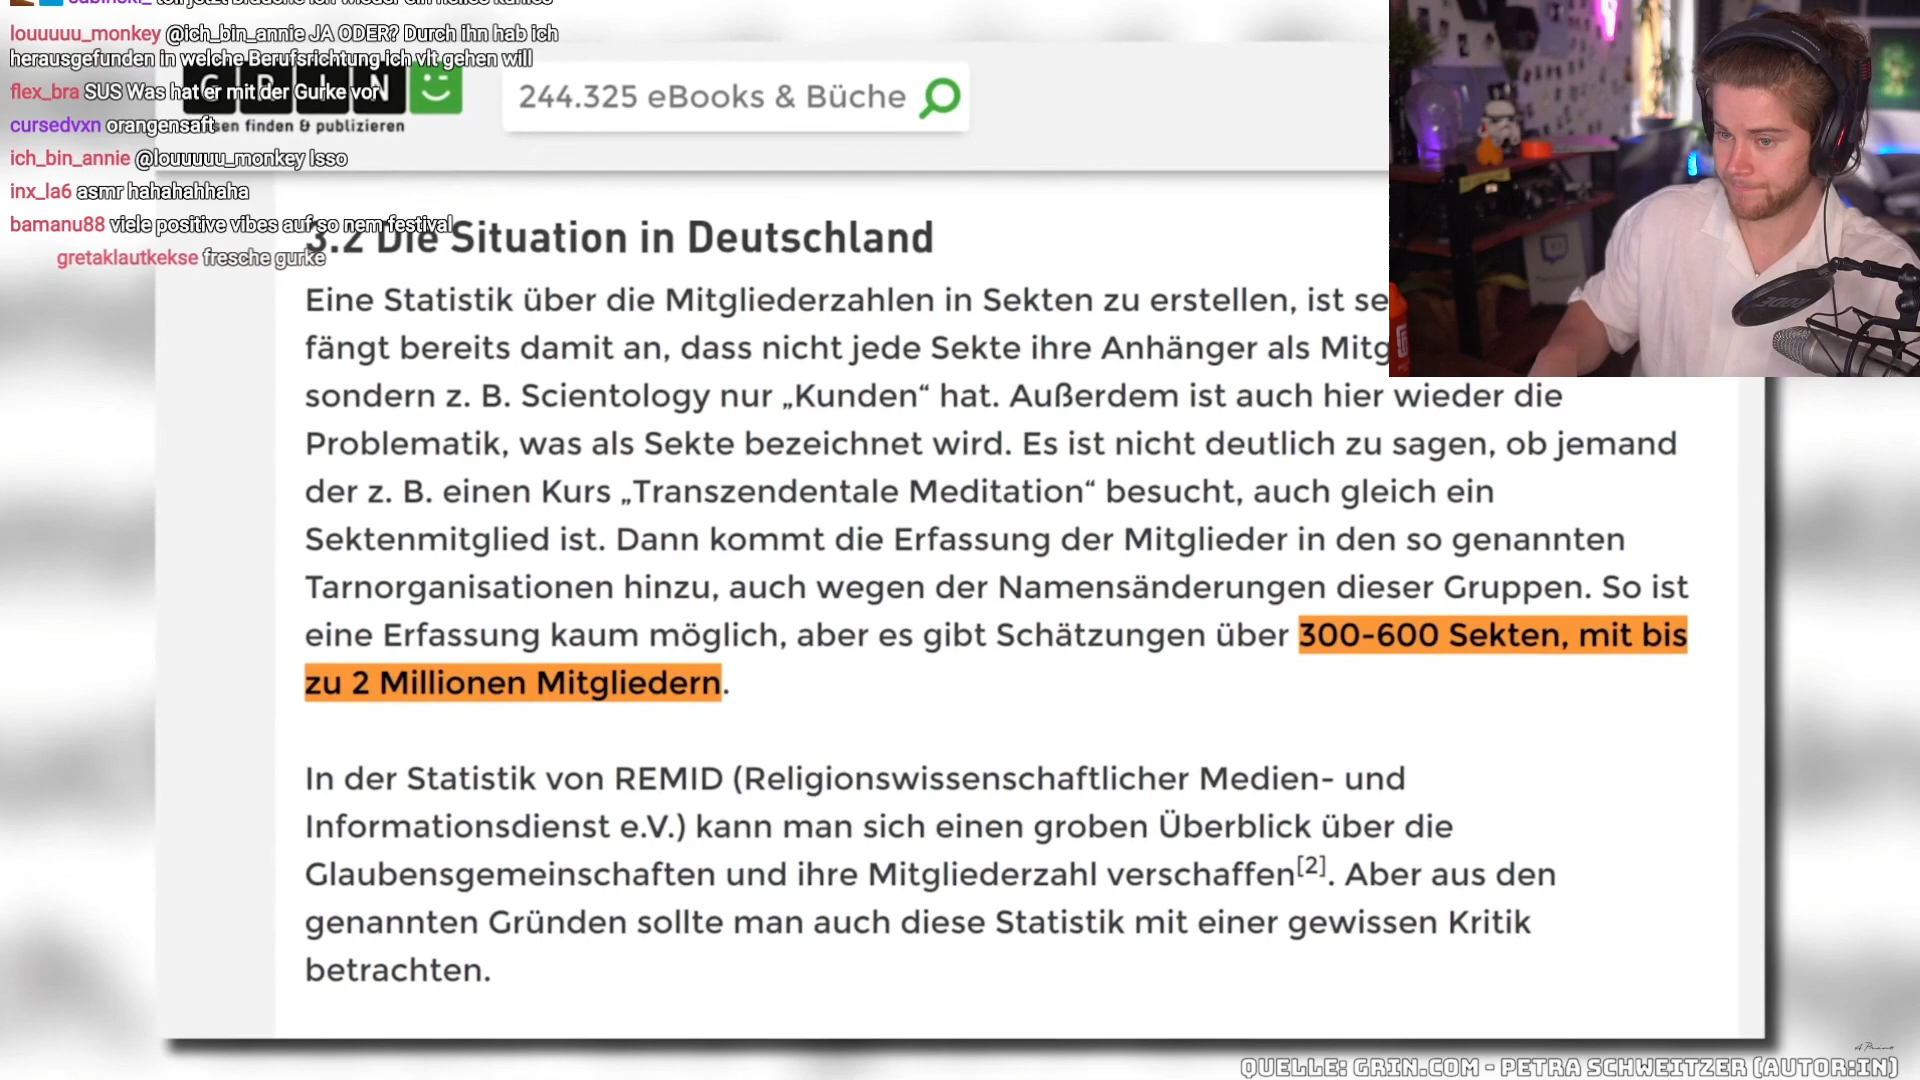 louuuuu_monkey @ich_bin_annie JA ODER? Durch ihn hab ich
herausgefunden in welche Berufsrichtung ich vlt gehen will
flex_bra SUS Was hat er mit der Gurke vor
cursedvxn orangensaft
ich_bin_annie @louuuuu_monkey Isso
inx_la6 asmr hahahahhaha
bamanu88 viele positive vibes auf so nem festival
gretaklautkekse fresche gurke
GRIN
finden & publizieren
244.325 eBooks & Büche
3.2 Die Situation in Deutschland
Eine Statistik über die Mitgliederzahlen in Sekten zu erstellen, ist se
fängt bereits damit an, dass nicht jede Sekte ihre Anhänger als Mitg
sondern z. B. Scientology nur „Kunden“ hat. Außerdem ist auch hier wieder die
Problematik, was als Sekte bezeichnet wird. Es ist nicht deutlich zu sagen, ob jemand
der z. B. einen Kurs „Transzendentale Meditation“ besucht, auch gleich ein
Sektenmitglied ist. Dann kommt die Erfassung der Mitglieder in den so genannten
Tarnorganisationen hinzu, auch wegen der Namensänderungen dieser Gruppen. So ist
eine Erfassung kaum möglich, aber es gibt Schätzungen über 300-600 Sekten, mit bis
zu 2 Millionen Mitgliedern.
In der Statistik von REMID (Religionswissenschaftlicher Medien- und
Informationsdienst e.V.) kann man sich einen groben Überblick über die
Glaubensgemeinschaften und ihre Mitgliederzahl verschaffen[2]. Aber aus den
genannten Gründen sollte man auch diese Statistik mit einer gewissen Kritik
betrachten.
RØDE
QUELLE: GRIN.COM - PETRA SCHWEITZER (AUTOR:IN)